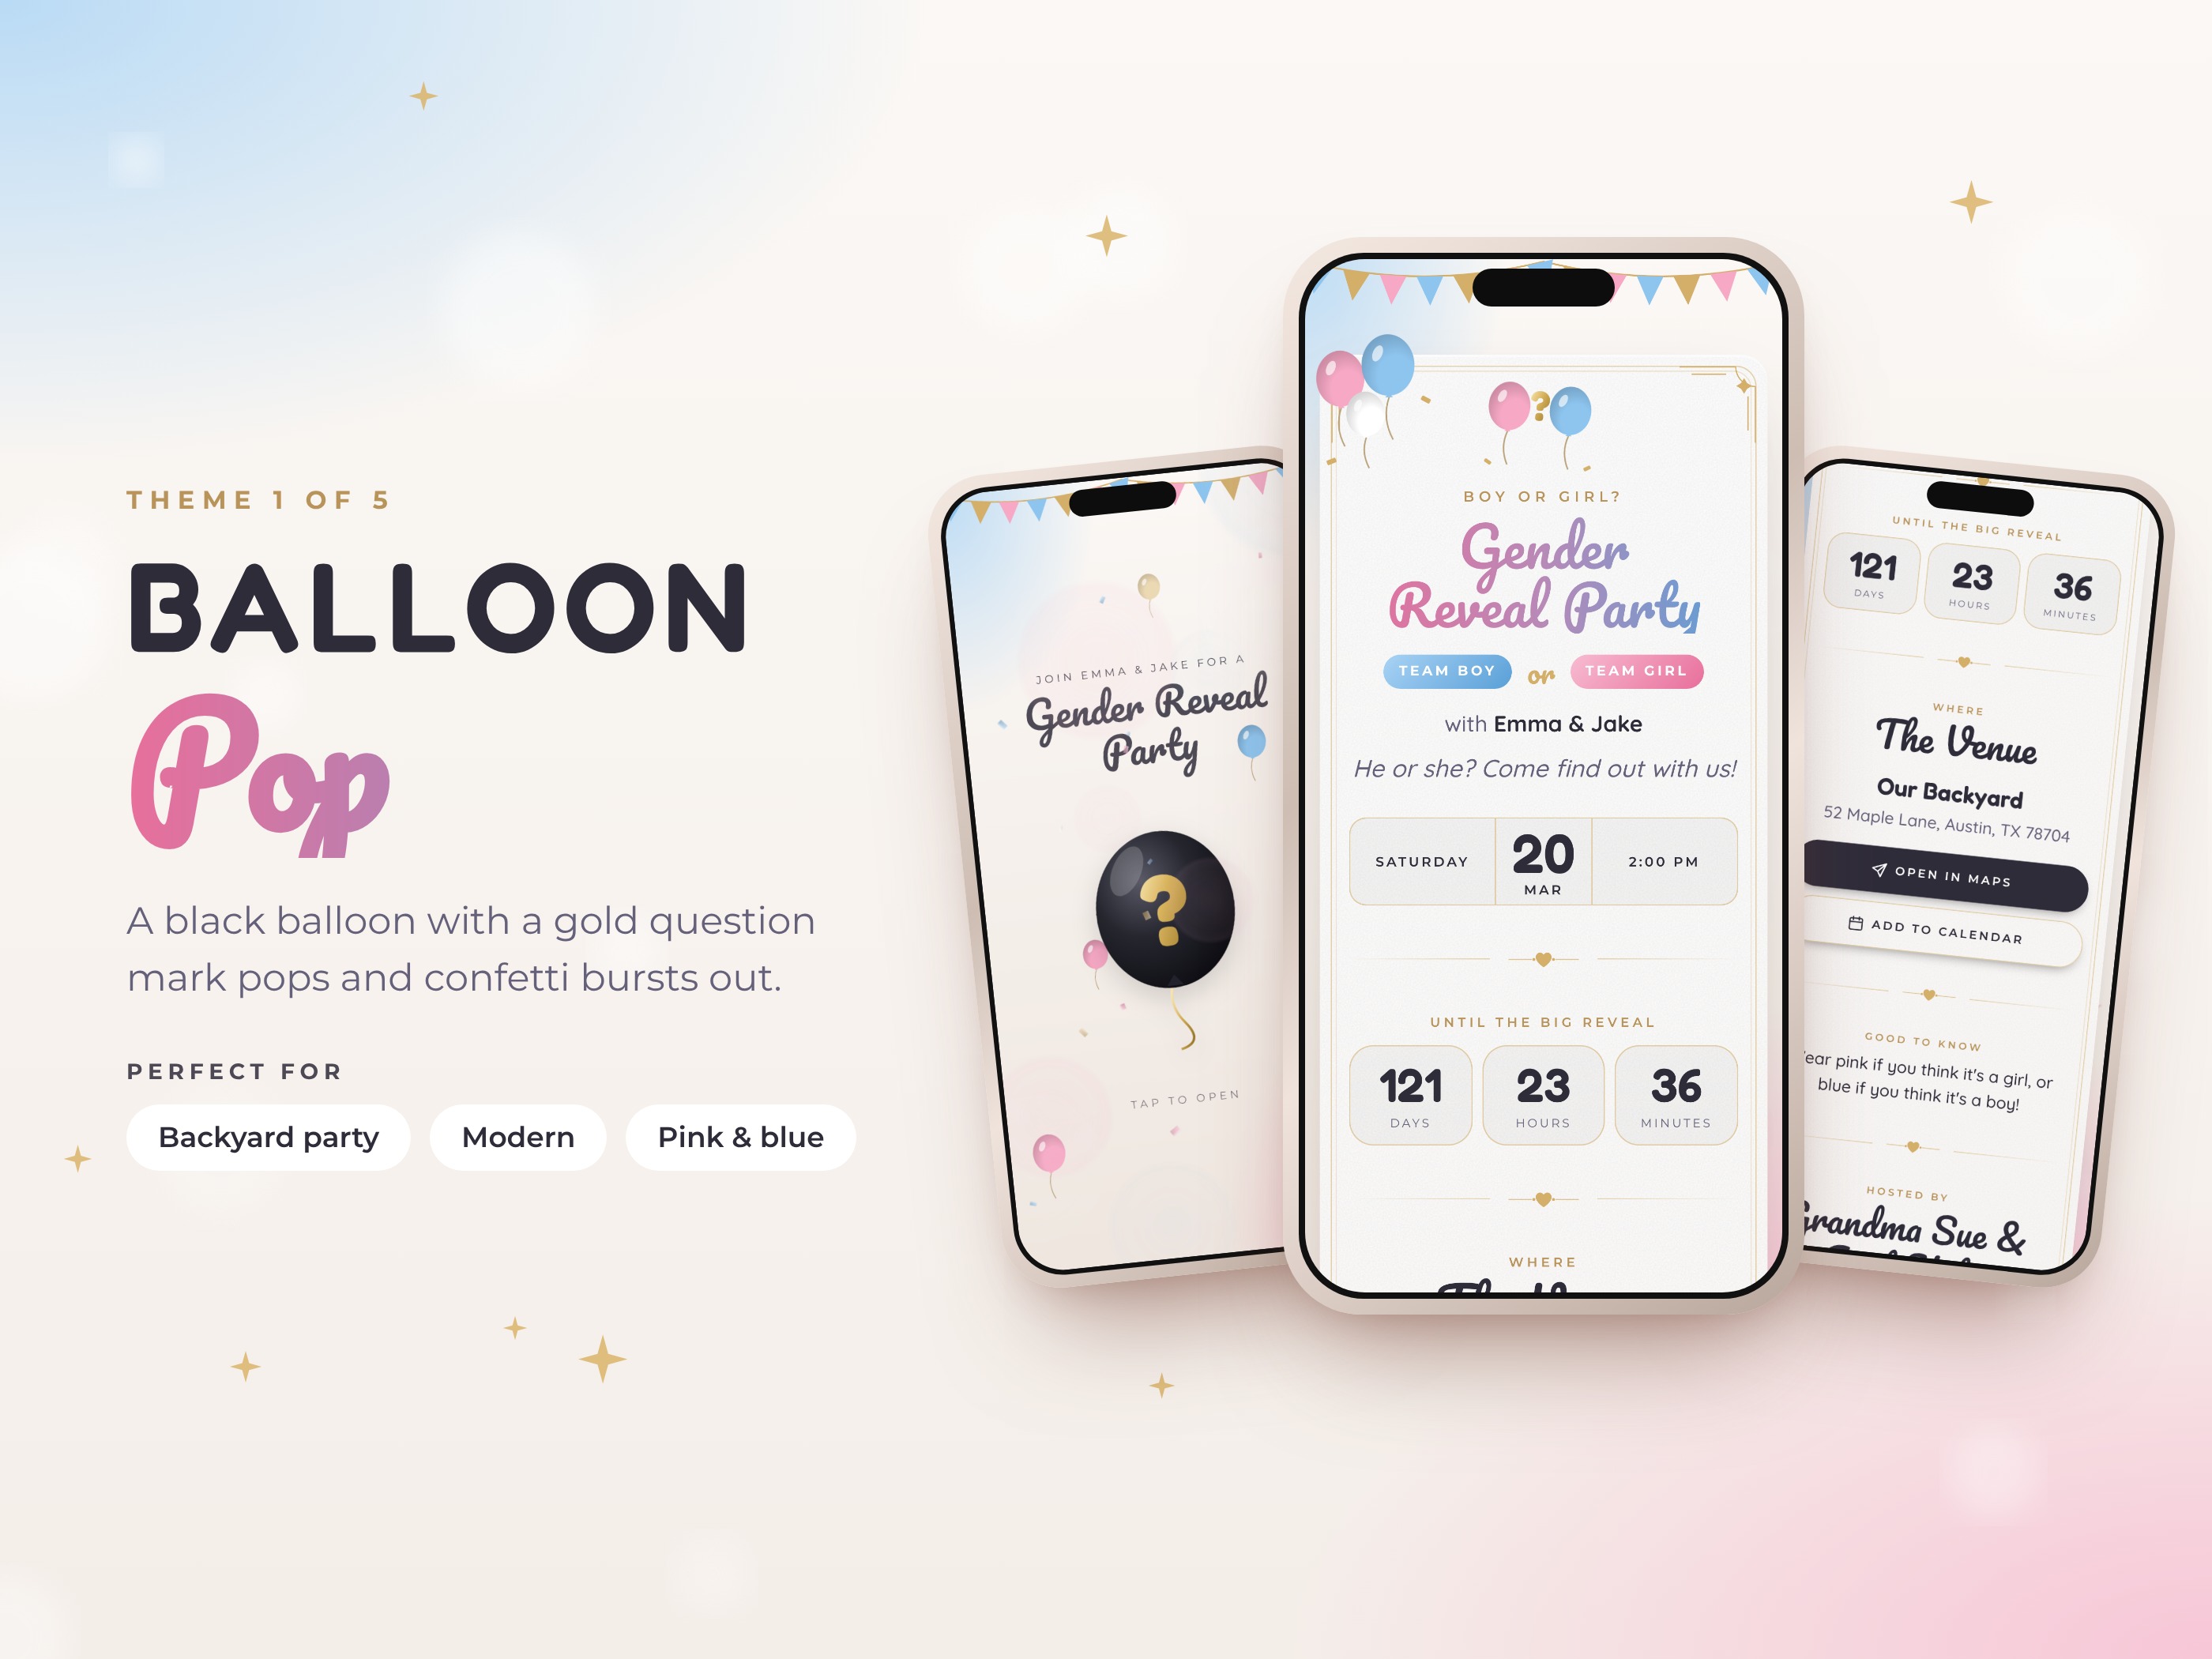 THEME 1 OF 5
BALLOON
Pop
A black balloon with a gold question
mark pops and confetti bursts out.
PERFECT FOR
Backyard party
Modern
Pink & blue
JOIN EMMA & JAKE FOR A
Gender Reveal
Party
?
TAP TO OPEN
?
BOY OR GIRL?
Gender
Reveal Party
TEAM BOY or TEAM GIRL
with Emma & Jake
He or she? Come find out with us!
SATURDAY
20
MAR
2:00 PM
UNTIL THE BIG REVEAL
121 23 36
DAYS HOURS MINUTES
WHERE
UNTIL THE BIG REVEAL
121 23 36
DAYS HOURS MINUTES
WHERE
The Venue
Our Backyard
52 Maple Lane, Austin, TX 78704
OPEN IN MAPS
ADD TO CALENDAR
GOOD TO KNOW
pink if you think it's a girl, or
blue if you think it's a boy!
HOSTED BY
Grandma Sue &